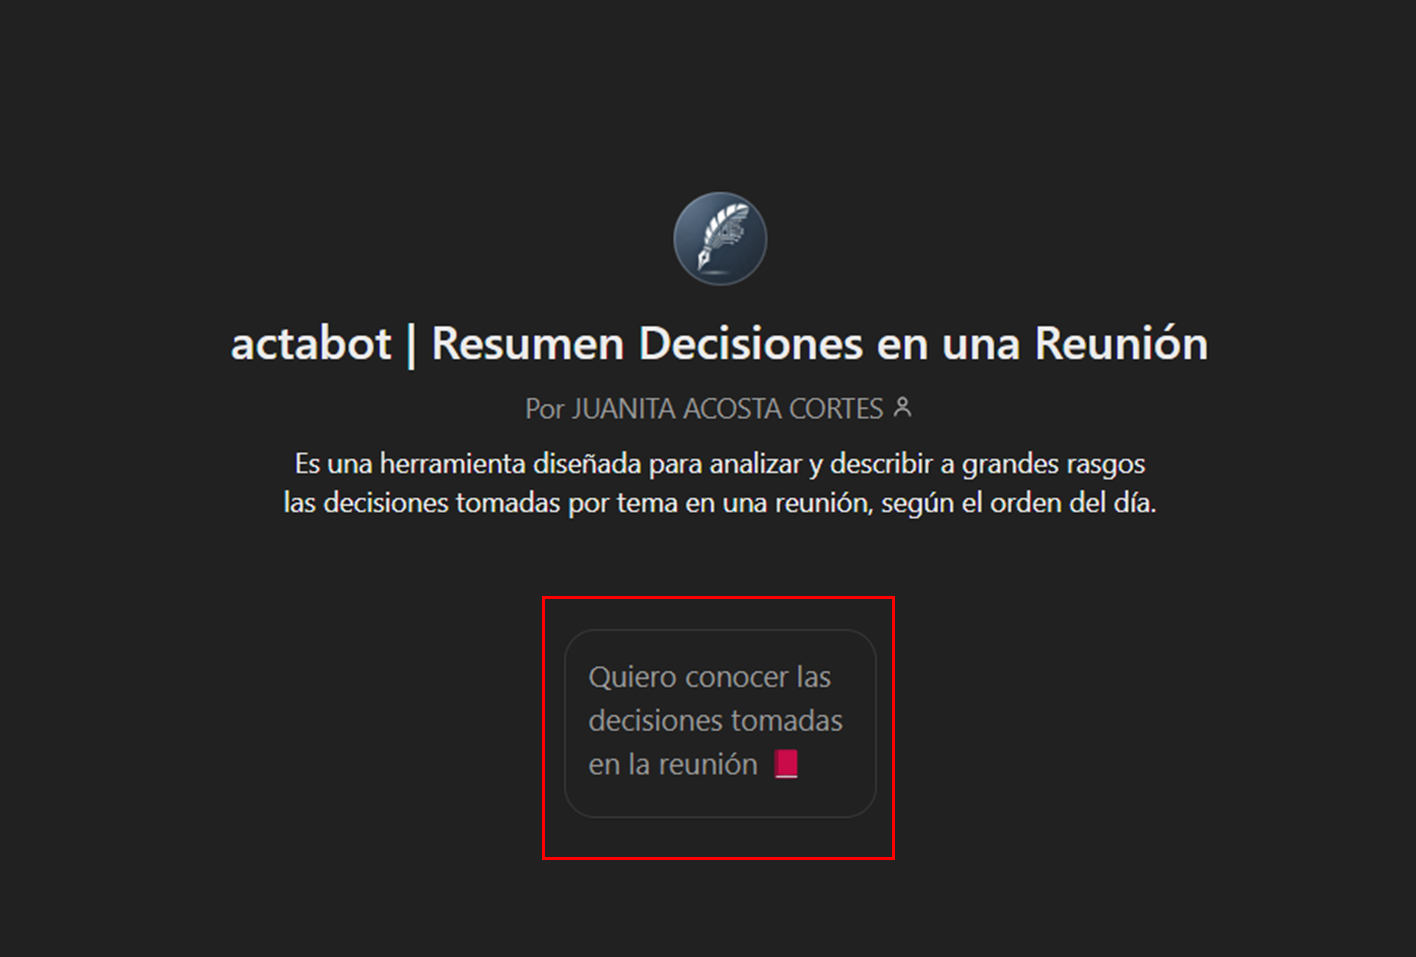 actabot | Resumen Decisiones en una Reunión
Por JUANITA ACOSTA CORTES
Es una herramienta diseñada para analizar y describir a grandes rasgos
las decisiones tomadas por tema en una reunión, según el orden del día.
Quiero conocer las
decisiones tomadas
en la reunión 📕